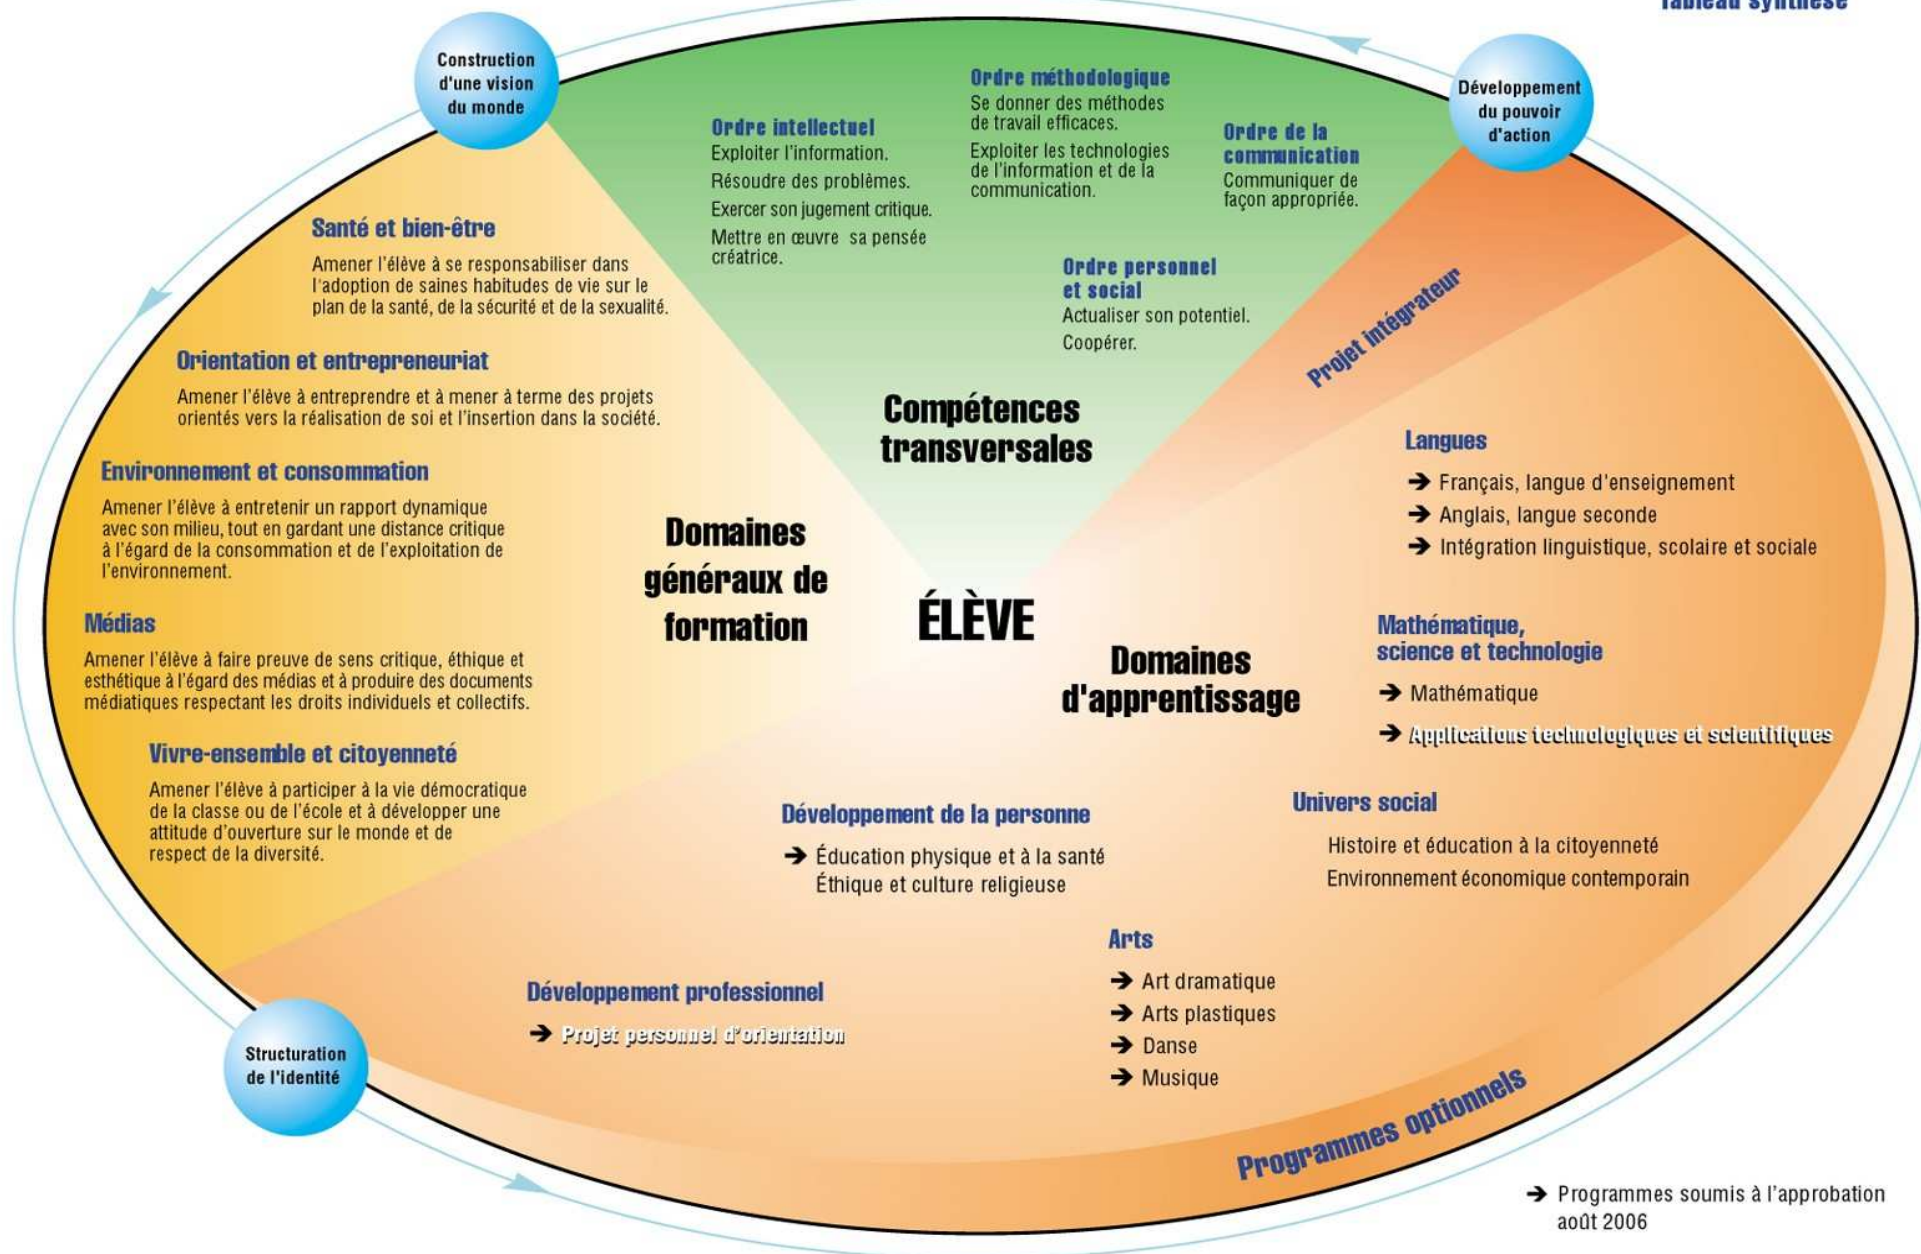 Tableau synthèse
Construction
d'une vision
du monde
Développement
du pouvoir
d'action
Ordre intellectuel
Exploiter l'information.
Résoudre des problèmes.
Exercer son jugement critique.
Mettre en œuvre sa pensée
créatrice.
Ordre méthodologique
Se donner des méthodes
de travail efficaces.
Exploiter les technologies
de l'information et de la
communication.
Ordre de la
communication
Communiquer de
façon appropriée.
Ordre personnel
et social
Actualiser son potentiel.
Coopérer.
Compétences
transversales
Projet intégrateur
Santé et bien-être
Amener l'élève à se responsabiliser dans
l'adoption de saines habitudes de vie sur le
plan de la santé, de la sécurité et de la sexualité.
Orientation et entrepreneuriat
Amener l'élève à entreprendre et à mener à terme des projets
orientés vers la réalisation de soi et l'insertion dans la société.
Environnement et consommation
Amener l'élève à entretenir un rapport dynamique
avec son milieu, tout en gardant une distance critique
à l'égard de la consommation et de l'exploitation de
l'environnement.
Médias
Amener l'élève à faire preuve de sens critique, éthique et
esthétique à l'égard des médias et à produire des documents
médiatiques respectant les droits individuels et collectifs.
Vivre-ensemble et citoyenneté
Amener l'élève à participer à la vie démocratique
de la classe ou de l'école et à développer une
attitude d'ouverture sur le monde et de
respect de la diversité.
Domaines
généraux de
formation
ÉLÈVE
Domaines
d'apprentissage
Langues
➔ Français, langue d'enseignement
➔ Anglais, langue seconde
➔ Intégration linguistique, scolaire et sociale
Mathématique,
science et technologie
➔ Mathématique
➔ Applications technologiques et scientifiques
Univers social
Histoire et éducation à la citoyenneté
Environnement économique contemporain
Développement de la personne
➔ Éducation physique et à la santé
Éthique et culture religieuse
Arts
➔ Art dramatique
➔ Arts plastiques
➔ Danse
➔ Musique
Développement professionnel
➔ Projet personnel d'orientation
Structuration
de l'identité
Programmes optionnels
➔ Programmes soumis à l'approbation
août 2006